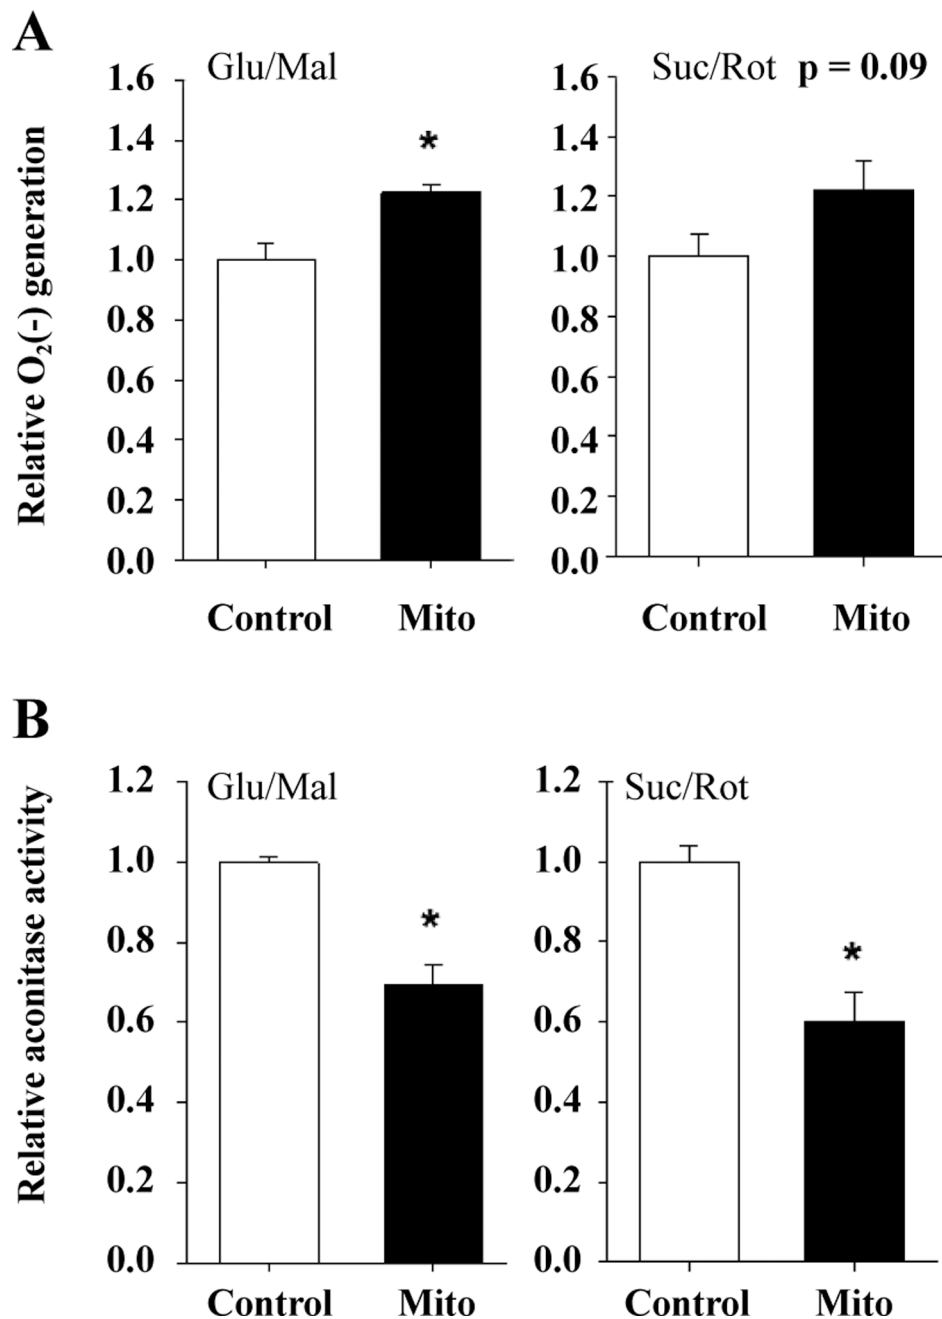 A
Glu/Mal
Suc/Rot p = 0.09
Relative O₂(-) generation
1.6
1.4
1.2
1.0
0.8
0.6
0.4
0.2
0.0
*
Control Mito
1.6
1.4
1.2
1.0
0.8
0.6
0.4
0.2
0.0
Control Mito
B
Glu/Mal
Suc/Rot
Relative aconitase activity
1.2
1.0
0.8
0.6
0.4
0.2
0.0
*
Control Mito
1.2
1.0
0.8
0.6
0.4
0.2
0.0
*
Control Mito